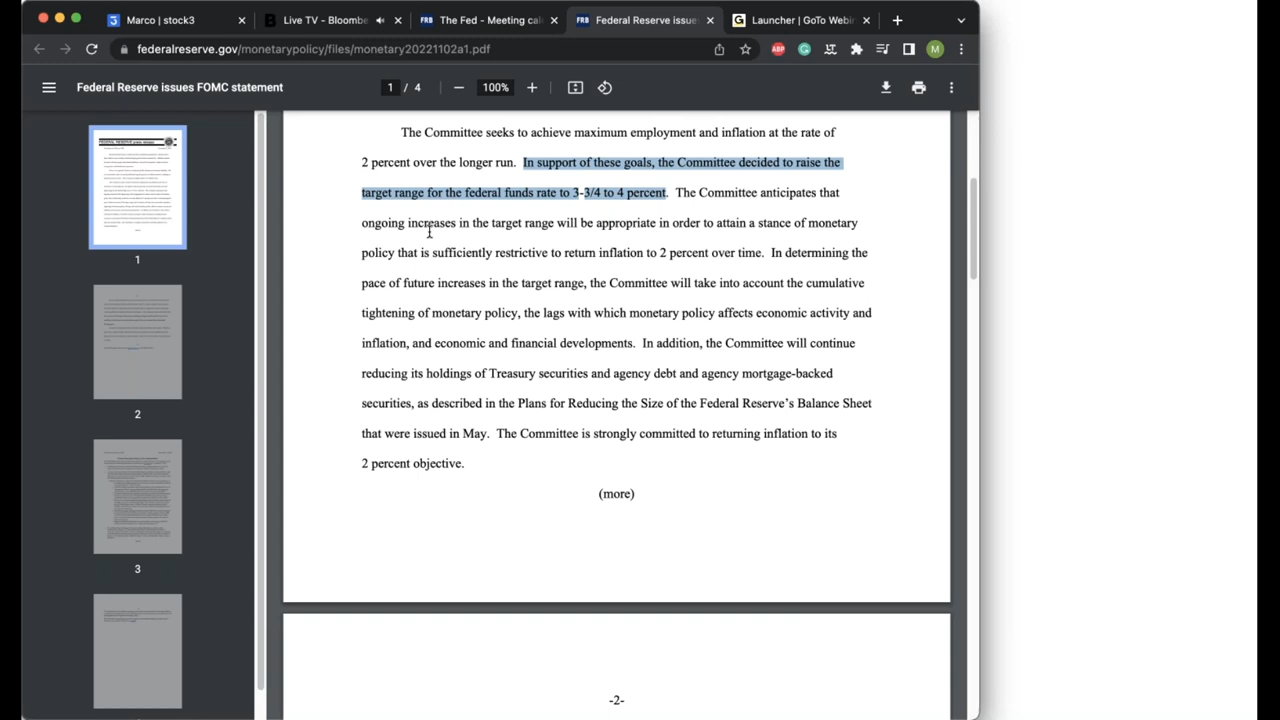 Marco | stock3
Live TV - Bloombe
The Fed - Meeting cal
Federal Reserve issue
Launcher | GoTo Webi
federalreserve.gov/monetarypolicy/files/monetary20221102a1.pdf
ABP
M
Federal Reserve issues FOMC statement
1 / 4
100%
The Committee seeks to achieve maximum employment and inflation at the rate of
2 percent over the longer run. In support of these goals, the Committee decided to raise the
target range for the federal funds rate to 3-3/4 to 4 percent. The Committee anticipates that
ongoing increases in the target range will be appropriate in order to attain a stance of monetary
policy that is sufficiently restrictive to return inflation to 2 percent over time. In determining the
pace of future increases in the target range, the Committee will take into account the cumulative
tightening of monetary policy, the lags with which monetary policy affects economic activity and
inflation, and economic and financial developments. In addition, the Committee will continue
reducing its holdings of Treasury securities and agency debt and agency mortgage-backed
securities, as described in the Plans for Reducing the Size of the Federal Reserve's Balance Sheet
that were issued in May. The Committee is strongly committed to returning inflation to its
2 percent objective.
(more)
-2-
1
2
3